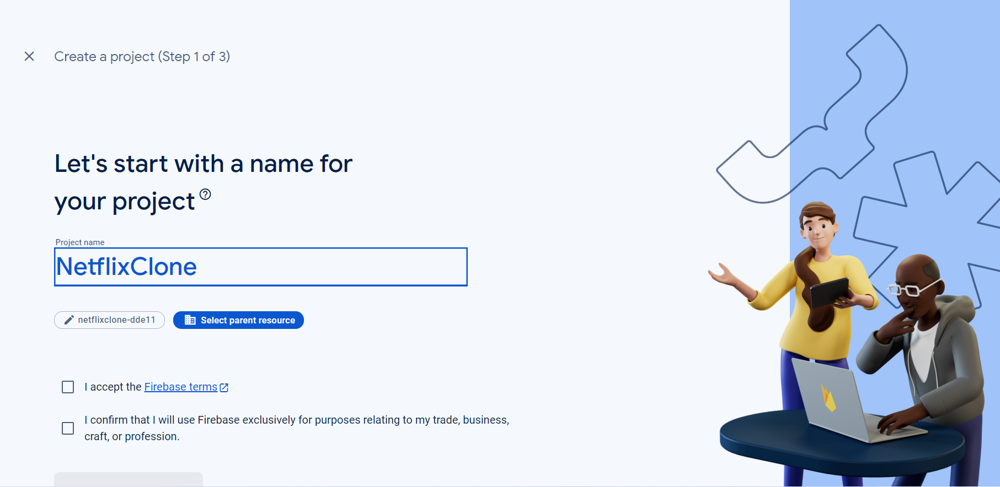 Create a project (Step 1 of 3)
Let's start with a name for
your project
Project name
NetflixClone
netflixclone-dde11
Select parent resource
I accept the Firebase terms
I confirm that I will use Firebase exclusively for purposes relating to my trade, business,
craft, or profession.